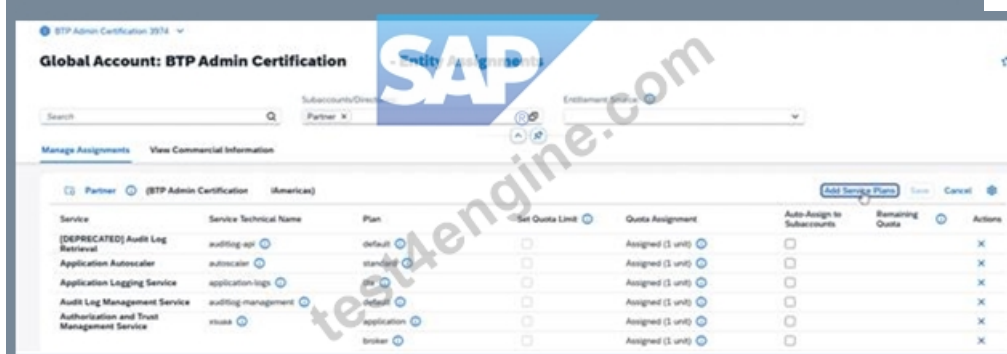 BTP Admin Certification 3974
Global Account: BTP Admin Certification - Entity Assignments
SAP
Subaccounts/Directories
Entitlement Source:
Search
Partner ×
Manage Assignments View Commercial Information
Partner (BTP Admin Certification iAmericas)
Add Service Plans Save Cancel
Service Service Technical Name Plan Set Quota Limit Quota Assignment Auto-Assign to Subaccounts Remaining Quota Actions
[DEPRECATED] Audit Log Retrieval auditlog-api default Assigned (1 unit) ×
Application Autoscaler autoscaler standard Assigned (1 unit) ×
Application Logging Service application-logs lite Assigned (1 unit) ×
Audit Log Management Service auditlog-management default Assigned (1 unit) ×
Authorization and Trust Management Service xsuaa application Assigned (1 unit) ×
broker Assigned (1 unit) ×
test4engine.com